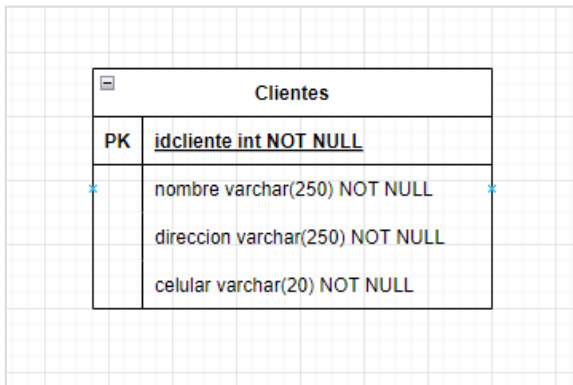 Clientes
PK idcliente int NOT NULL
nombre varchar(250) NOT NULL
direccion varchar(250) NOT NULL
celular varchar(20) NOT NULL